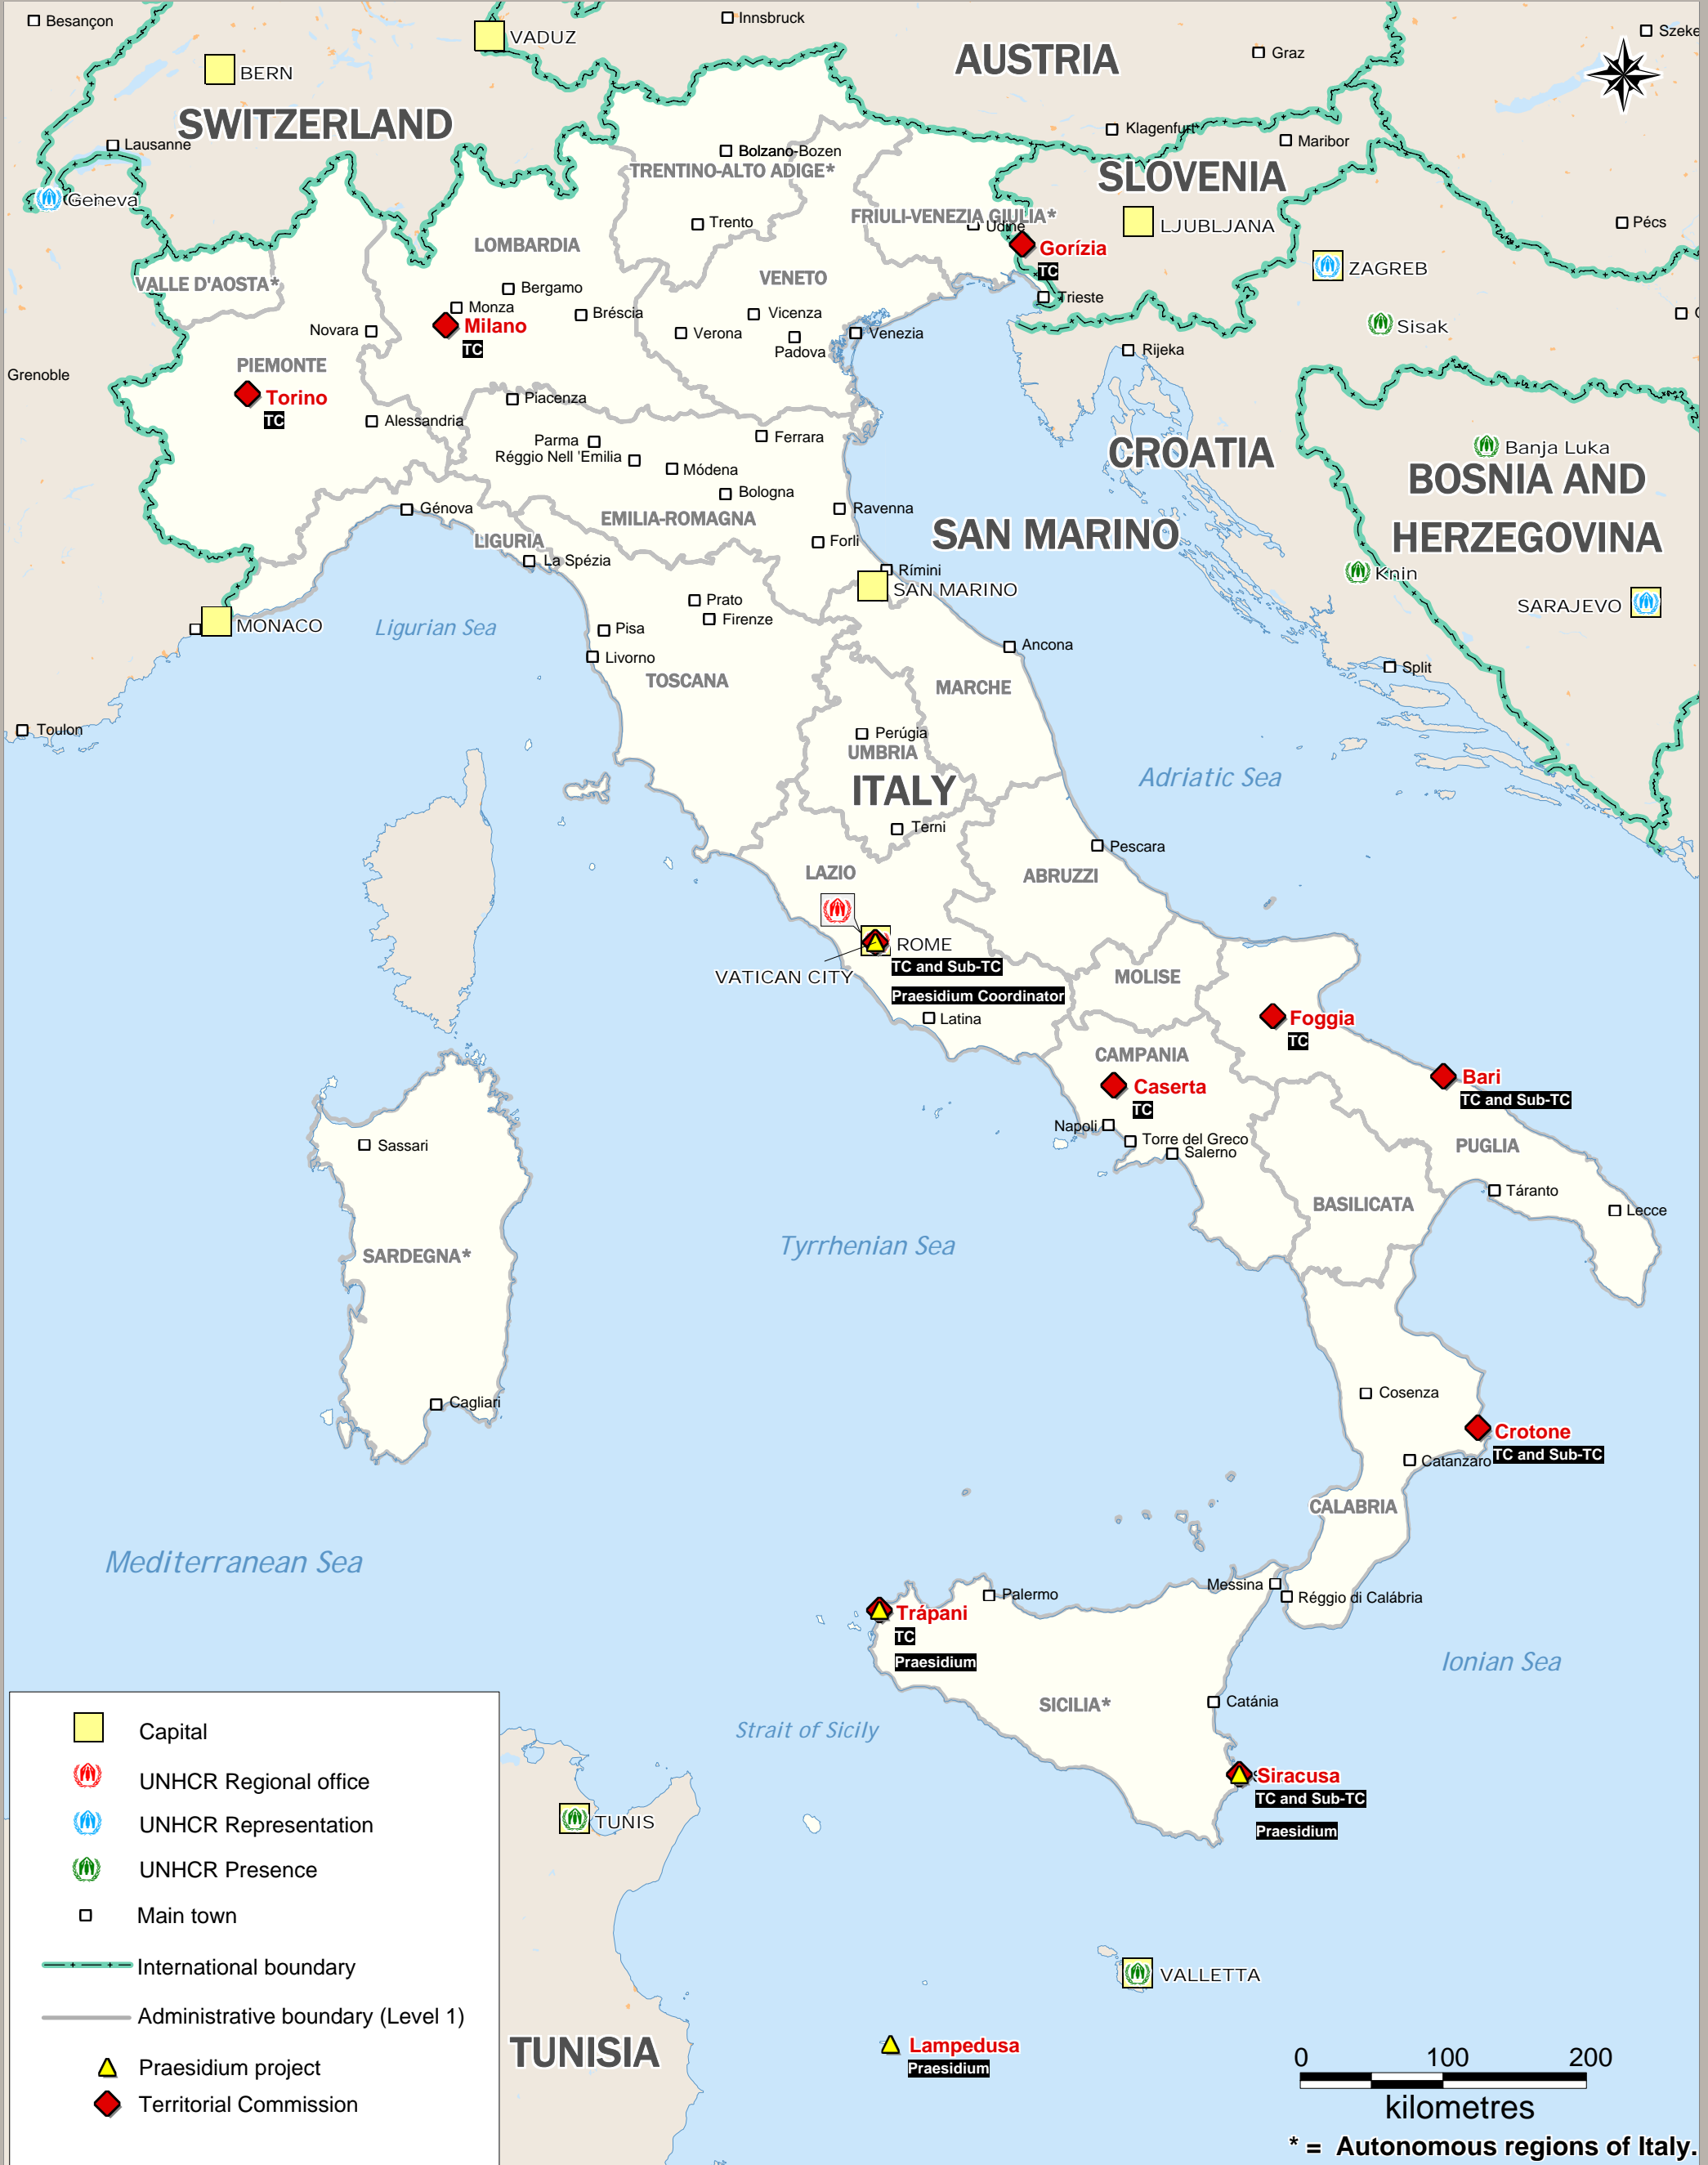 Besançon
VADUZ
Innsbruck
Szeke
BERN
AUSTRIA
Graz
SWITZERLAND
Klagenfurt
Maribor
Lausanne
Bolzano-Bozen
TRENTINO-ALTO ADIGE*
SLOVENIA
Geneva
Trento
FRIULI-VENEZIA GIULIA*
Udine
LJUBLJANA
Pécs
LOMBARDIA
Gorízia
TC
ZAGREB
VALLE D'AOSTA*
VENETO
Bergamo
Trieste
Monza
Bréscia
Vicenza
Novara
Milano
TC
Verona
Venezia
Sisak
Padova
Rijeka
PIEMONTE
Grenoble
Torino
TC
Piacenza
Alessandria
Parma
Ferrara
Réggio Nell 'Emilia
CROATIA
Banja Luka
Módena
BOSNIA AND
HERZEGOVINA
Bologna
Génova
Ravenna
EMILIA-ROMAGNA
SAN MARINO
LIGURIA
Forli
La Spézia
Rímini
Knin
SAN MARINO
Prato
SARAJEVO
Firenze
MONACO
Ligurian Sea
Pisa
Ancona
Livorno
Split
TOSCANA
MARCHE
Toulon
Perúgia
UMBRIA
Adriatic Sea
ITALY
Terni
Pescara
LAZIO
ABRUZZI
ROME
TC and Sub-TC
VATICAN CITY
MOLISE
Praesidium Coordinator
Latina
Foggia
TC
CAMPANIA
Bari
TC and Sub-TC
Caserta
TC
Napoli
Torre del Greco
Salerno
PUGLIA
Sassari
Táranto
BASILICATA
Lecce
Tyrrhenian Sea
SARDEGNA*
Cosenza
Cagliari
Crotone
TC and Sub-TC
Catanzaro
CALABRIA
Mediterranean Sea
Messina
Palermo
Réggio di Calábria
Trápani
TC
Praesidium
Ionian Sea
Catánia
SICILIA*
Strait of Sicily
Siracusa
TC and Sub-TC
Praesidium
TUNIS
VALLETTA
TUNISIA
Lampedusa
Praesidium
Capital
UNHCR Regional office
UNHCR Representation
UNHCR Presence
Main town
International boundary
Administrative boundary (Level 1)
Praesidium project
Territorial Commission
0 100 200
kilometres
* = Autonomous regions of Italy.